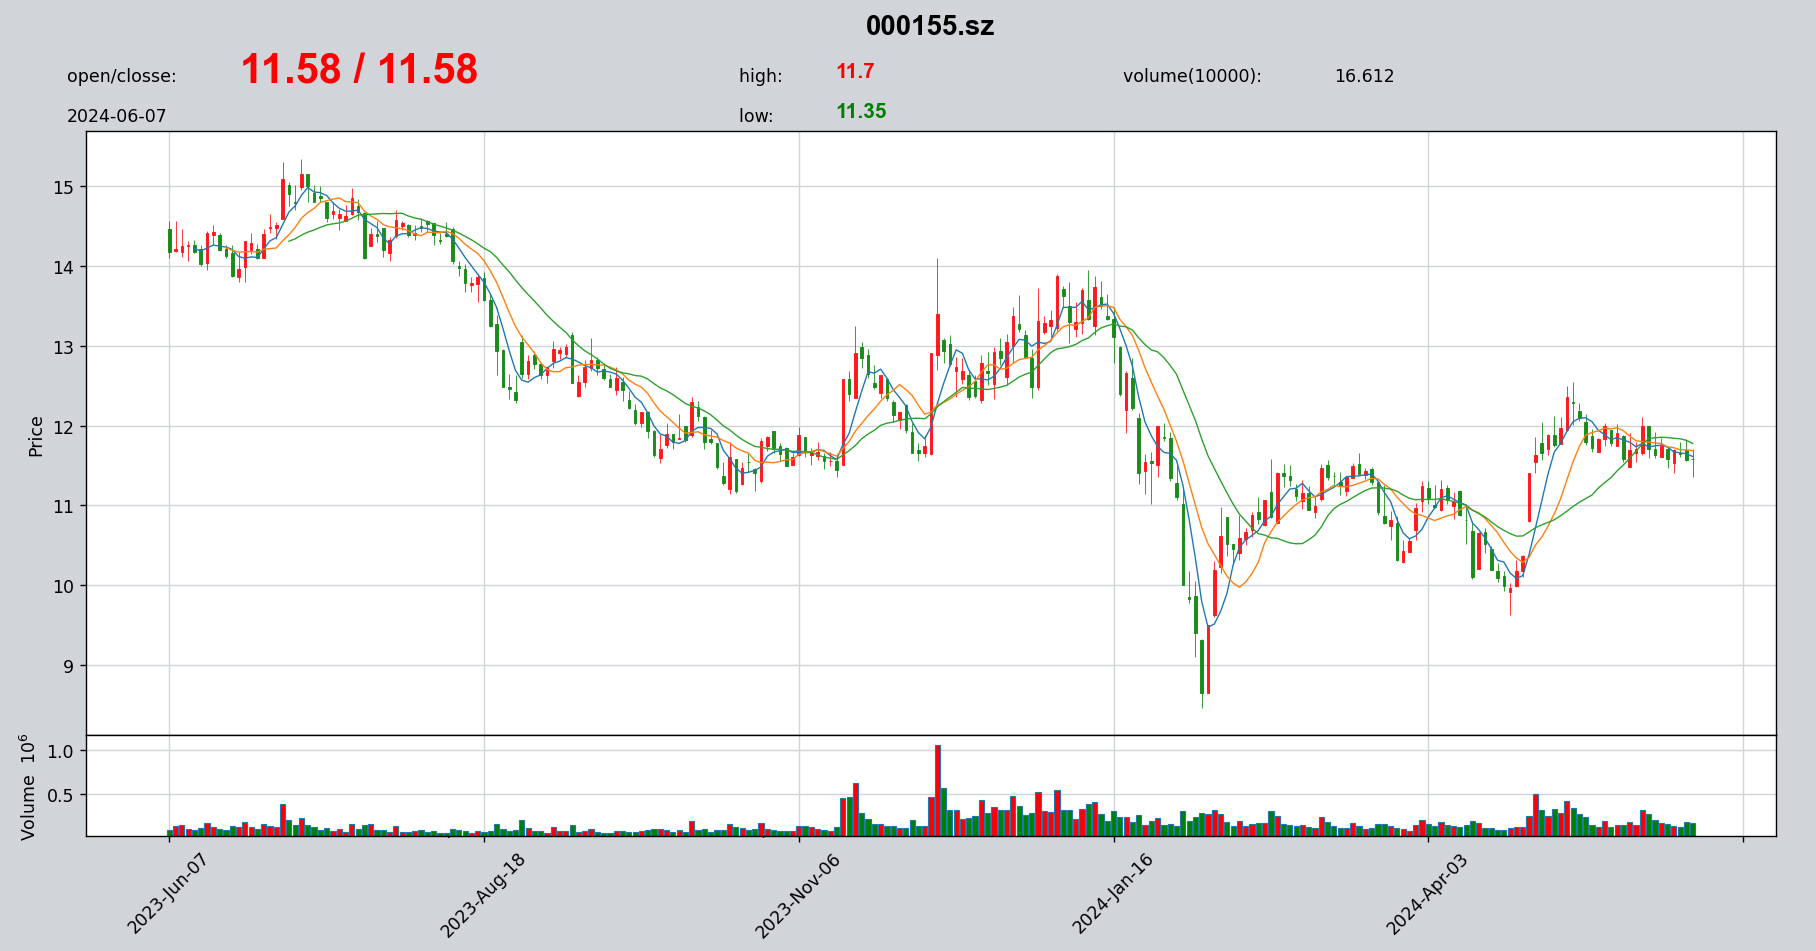 000155.sz
open/closse: 11.58 / 11.58 high: 11.7 volume(10000): 16.612
2024-06-07 low: 11.35
Price
15
14
13
12
11
10
9
Volume 10^6
1.0
0.5
2023-Jun-07 2023-Aug-18 2023-Nov-06 2024-Jan-16 2024-Apr-03